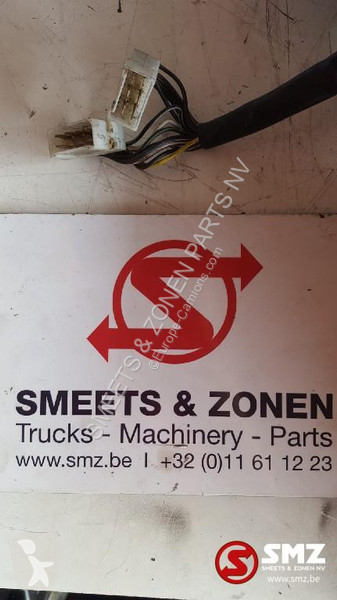 SMEETS & ZONEN PARTS NV
©Europe-Camions.com
SMEETS & ZONEN
Trucks - Machinery - Parts
www.smz.be I +32 (0)11 61 12 23
SMZ
SMEETS & ZONEN NV
www.smz.be